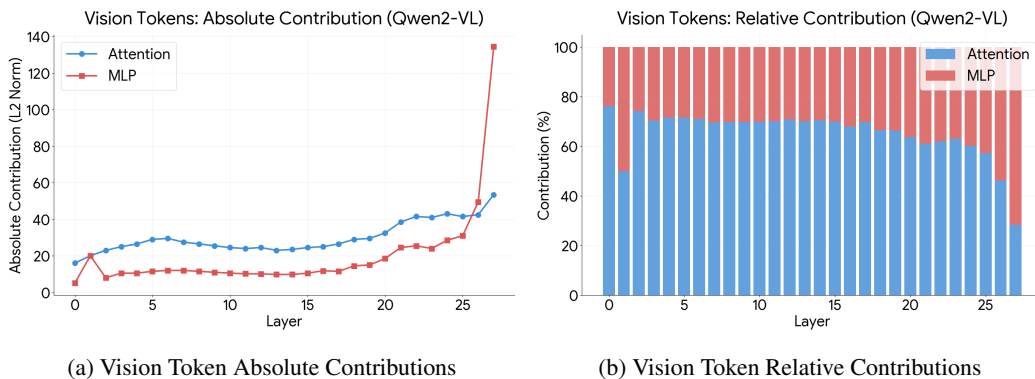 Vision Tokens: Absolute Contribution (Qwen2-VL)
140
120
100
80
60
40
20
0
Absolute Contribution (L2 Norm)
Attention
MLP
0 5 10 15 20 25
Layer
(a) Vision Token Absolute Contributions
Vision Tokens: Relative Contribution (Qwen2-VL)
100
80
60
40
20
0
Contribution (%)
Attention
MLP
0 5 10 15 20 25
Layer
(b) Vision Token Relative Contributions